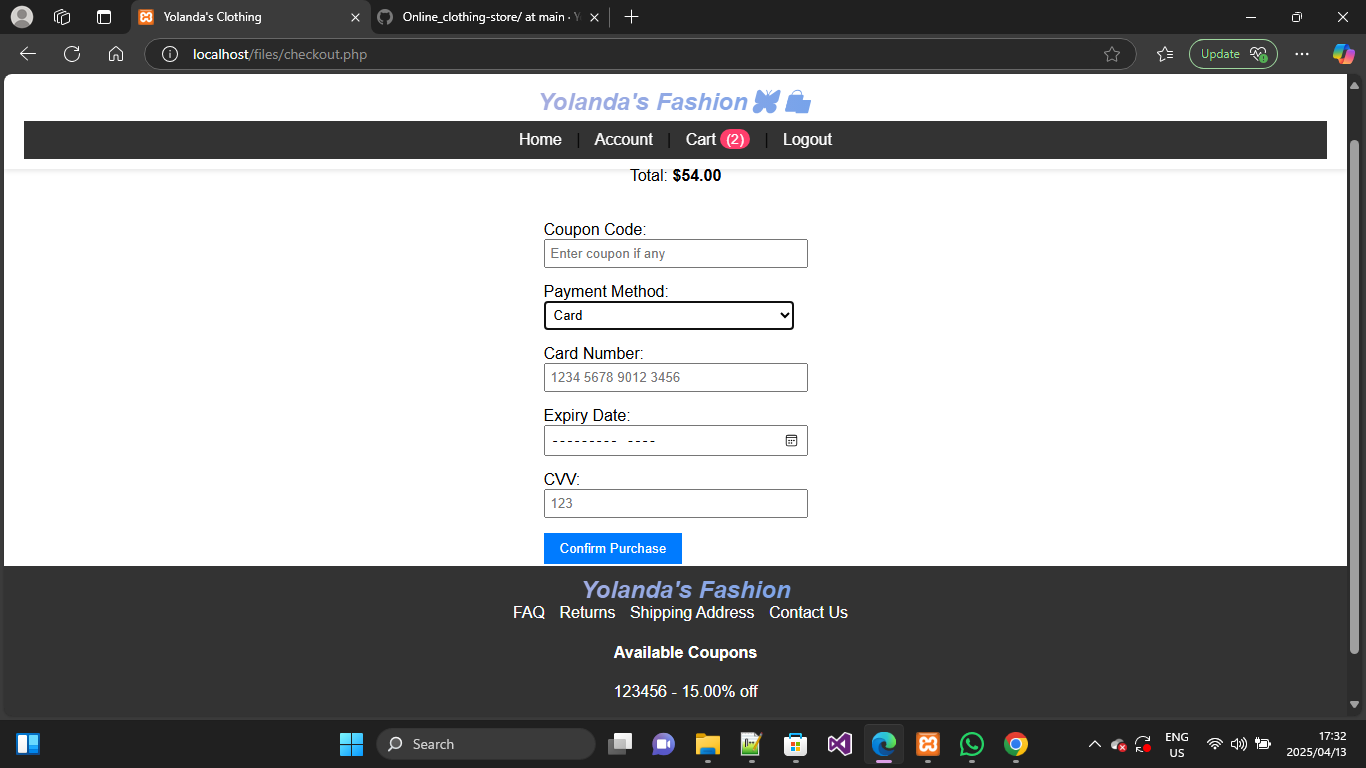 Yolanda's Clothing
Online_clothing-store/ at main · Y
localhost/files/checkout.php
Update
Yolanda's Fashion
Home | Account | Cart (2) | Logout
Total: $54.00
Coupon Code:
Enter coupon if any
Payment Method:
Card
Card Number:
1234 5678 9012 3456
Expiry Date:
--------- ----
CVV:
123
Confirm Purchase
Yolanda's Fashion
FAQ Returns Shipping Address Contact Us
Available Coupons
123456 - 15.00% off
Search
ENG
US
17:32
2025/04/13